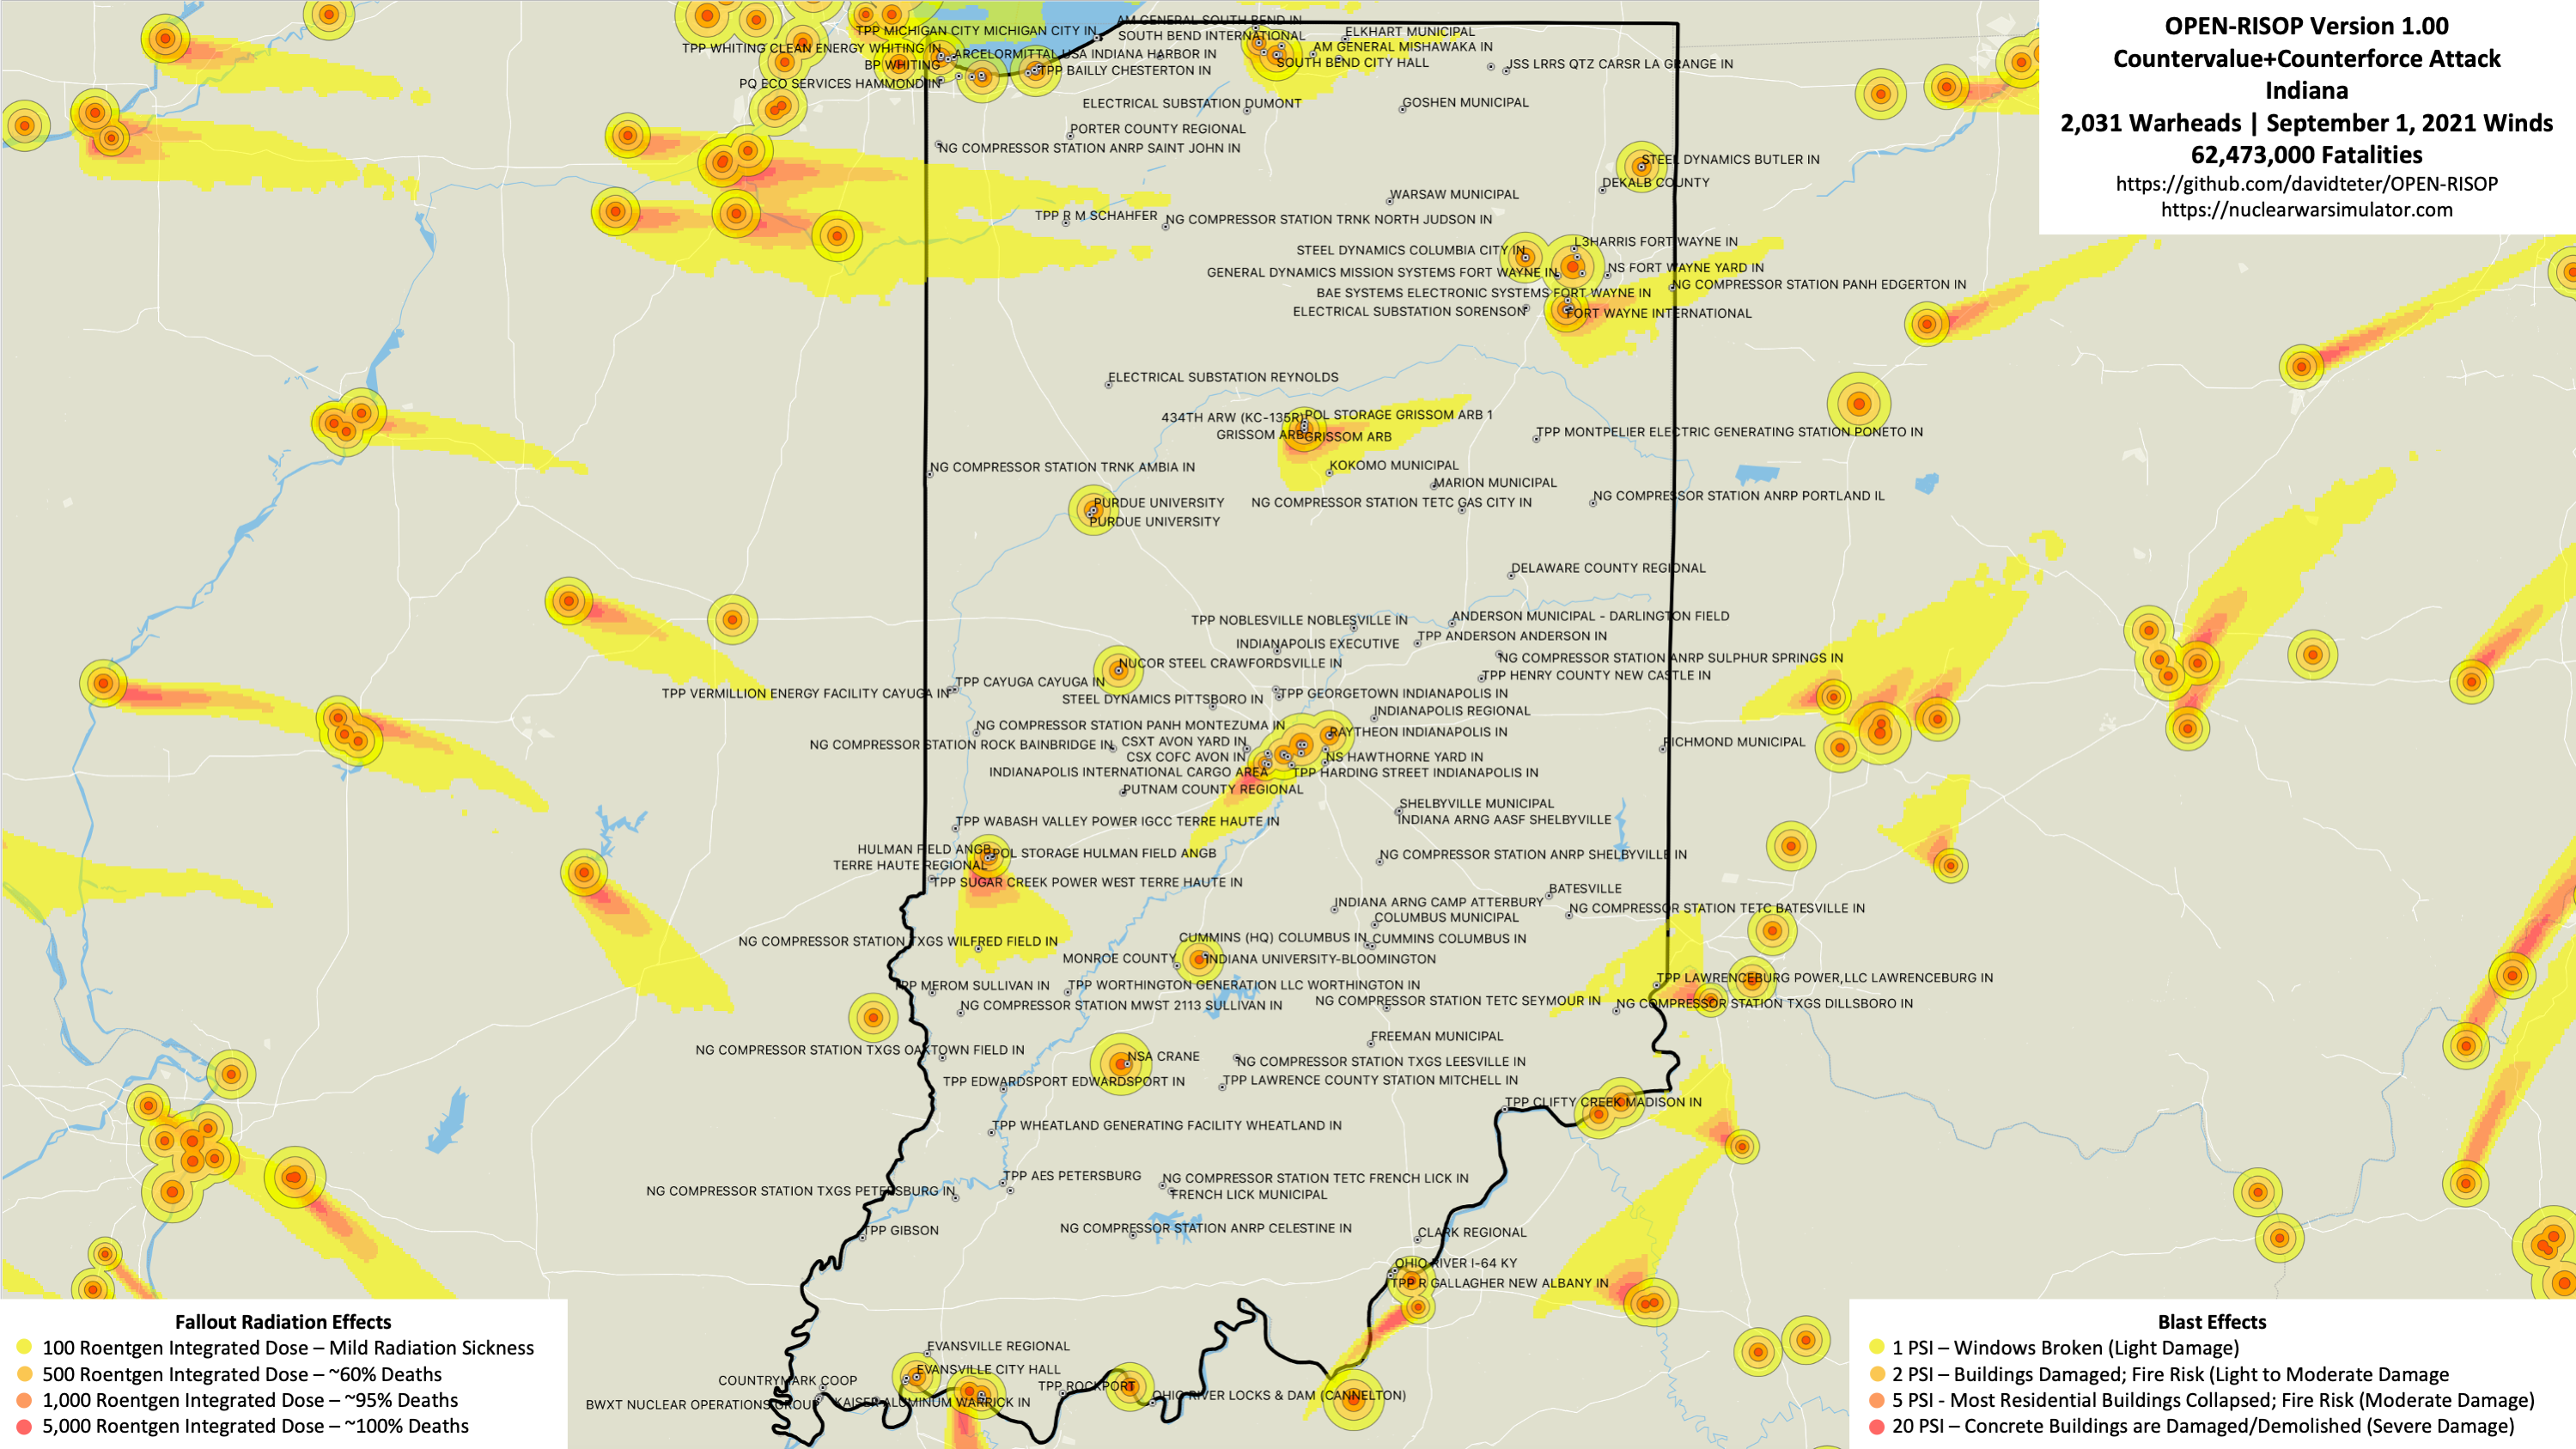 OPEN-RISOP Version 1.00
Countervalue+Counterforce Attack
Indiana
2,031 Warheads | September 1, 2021 Winds
62,473,000 Fatalities
https://github.com/davidteter/OPEN-RISOP
https://nuclearwarsimulator.com
AM GENERAL SOUTH BEND IN
TPP MICHIGAN CITY MICHIGAN CITY IN
ELKHART MUNICIPAL
SOUTH BEND INTERNATIONAL
TPP WHITING CLEAN ENERGY WHITING IN
AM GENERAL MISHAWAKA IN
ARCELORMITTAL USA INDIANA HARBOR IN
SOUTH BEND CITY HALL
BP WHITING
JSS LRRS QTZ CARSR LA GRANGE IN
TPP BAILLY CHESTERTON IN
PQ ECO SERVICES HAMMOND IN
ELECTRICAL SUBSTATION DUMONT
GOSHEN MUNICIPAL
PORTER COUNTY REGIONAL
NG COMPRESSOR STATION ANRP SAINT JOHN IN
STEEL DYNAMICS BUTLER IN
DEKALB COUNTY
WARSAW MUNICIPAL
TPP R M SCHAHFER
NG COMPRESSOR STATION TRNK NORTH JUDSON IN
L3HARRIS FORT WAYNE IN
STEEL DYNAMICS COLUMBIA CITY IN
NS FORT WAYNE YARD IN
GENERAL DYNAMICS MISSION SYSTEMS FORT WAYNE IN
NG COMPRESSOR STATION PANH EDGERTON IN
BAE SYSTEMS ELECTRONIC SYSTEMS FORT WAYNE IN
ELECTRICAL SUBSTATION SORENSON
FORT WAYNE INTERNATIONAL
ELECTRICAL SUBSTATION REYNOLDS
434TH ARW (KC-135R)
POL STORAGE GRISSOM ARB 1
GRISSOM ARB
GRISSOM ARB
TPP MONTPELIER ELECTRIC GENERATING STATION PONETO IN
NG COMPRESSOR STATION TRNK AMBIA IN
KOKOMO MUNICIPAL
MARION MUNICIPAL
NG COMPRESSOR STATION ANRP PORTLAND IL
PURDUE UNIVERSITY
NG COMPRESSOR STATION TETC GAS CITY IN
PURDUE UNIVERSITY
DELAWARE COUNTY REGIONAL
TPP NOBLESVILLE NOBLESVILLE IN
ANDERSON MUNICIPAL - DARLINGTON FIELD
TPP ANDERSON ANDERSON IN
INDIANAPOLIS EXECUTIVE
NG COMPRESSOR STATION ANRP SULPHUR SPRINGS IN
NUCOR STEEL CRAWFORDSVILLE IN
TPP HENRY COUNTY NEW CASTLE IN
TPP CAYUGA CAYUGA IN
TPP VERMILLION ENERGY FACILITY CAYUGA IN
TPP GEORGETOWN INDIANAPOLIS IN
STEEL DYNAMICS PITTSBORO IN
INDIANAPOLIS REGIONAL
NG COMPRESSOR STATION PANH MONTEZUMA IN
RAYTHEON INDIANAPOLIS IN
NG COMPRESSOR STATION ROCK BAINBRIDGE IN
CSXT AVON YARD IN
RICHMOND MUNICIPAL
CSX COFC AVON IN
NS HAWTHORNE YARD IN
INDIANAPOLIS INTERNATIONAL CARGO AREA
TPP HARDING STREET INDIANAPOLIS IN
PUTNAM COUNTY REGIONAL
SHELBYVILLE MUNICIPAL
TPP WABASH VALLEY POWER IGCC TERRE HAUTE IN
INDIANA ARNG AASF SHELBYVILLE
HULMAN FIELD ANGB
POL STORAGE HULMAN FIELD ANGB
NG COMPRESSOR STATION ANRP SHELBYVILLE IN
TERRE HAUTE REGIONAL
TPP SUGAR CREEK POWER WEST TERRE HAUTE IN
BATESVILLE
INDIANA ARNG CAMP ATTERBURY
NG COMPRESSOR STATION TETC BATESVILLE IN
COLUMBUS MUNICIPAL
NG COMPRESSOR STATION TXGS WILFRED FIELD IN
CUMMINS (HQ) COLUMBUS IN
CUMMINS COLUMBUS IN
MONROE COUNTY
INDIANA UNIVERSITY-BLOOMINGTON
TPP LAWRENCEBURG POWER,LLC LAWRENCEBURG IN
TPP MEROM SULLIVAN IN
TPP WORTHINGTON GENERATION LLC WORTHINGTON IN
NG COMPRESSOR STATION MWST 2113 SULLIVAN IN
NG COMPRESSOR STATION TETC SEYMOUR IN
NG COMPRESSOR STATION TXGS DILLSBORO IN
FREEMAN MUNICIPAL
NG COMPRESSOR STATION TXGS OAKTOWN FIELD IN
NSA CRANE
NG COMPRESSOR STATION TXGS LEESVILLE IN
TPP EDWARDSPORT EDWARDSPORT IN
TPP LAWRENCE COUNTY STATION MITCHELL IN
TPP CLIFTY CREEK MADISON IN
TPP WHEATLAND GENERATING FACILITY WHEATLAND IN
TPP AES PETERSBURG
NG COMPRESSOR STATION TETC FRENCH LICK IN
NG COMPRESSOR STATION TXGS PETERSBURG IN
FRENCH LICK MUNICIPAL
TPP GIBSON
NG COMPRESSOR STATION ANRP CELESTINE IN
CLARK REGIONAL
OHIO RIVER I-64 KY
TPP R GALLAGHER NEW ALBANY IN
EVANSVILLE REGIONAL
EVANSVILLE CITY HALL
COUNTRYMARK COOP
TPP ROCKPORT
OHIO RIVER LOCKS & DAM (CANNELTON)
BWXT NUCLEAR OPERATIONS GROUP
KAISER ALUMINUM WARRICK IN
Fallout Radiation Effects
100 Roentgen Integrated Dose – Mild Radiation Sickness
500 Roentgen Integrated Dose – ~60% Deaths
1,000 Roentgen Integrated Dose – ~95% Deaths
5,000 Roentgen Integrated Dose – ~100% Deaths
Blast Effects
1 PSI – Windows Broken (Light Damage)
2 PSI – Buildings Damaged; Fire Risk (Light to Moderate Damage
5 PSI - Most Residential Buildings Collapsed; Fire Risk (Moderate Damage)
20 PSI – Concrete Buildings are Damaged/Demolished (Severe Damage)